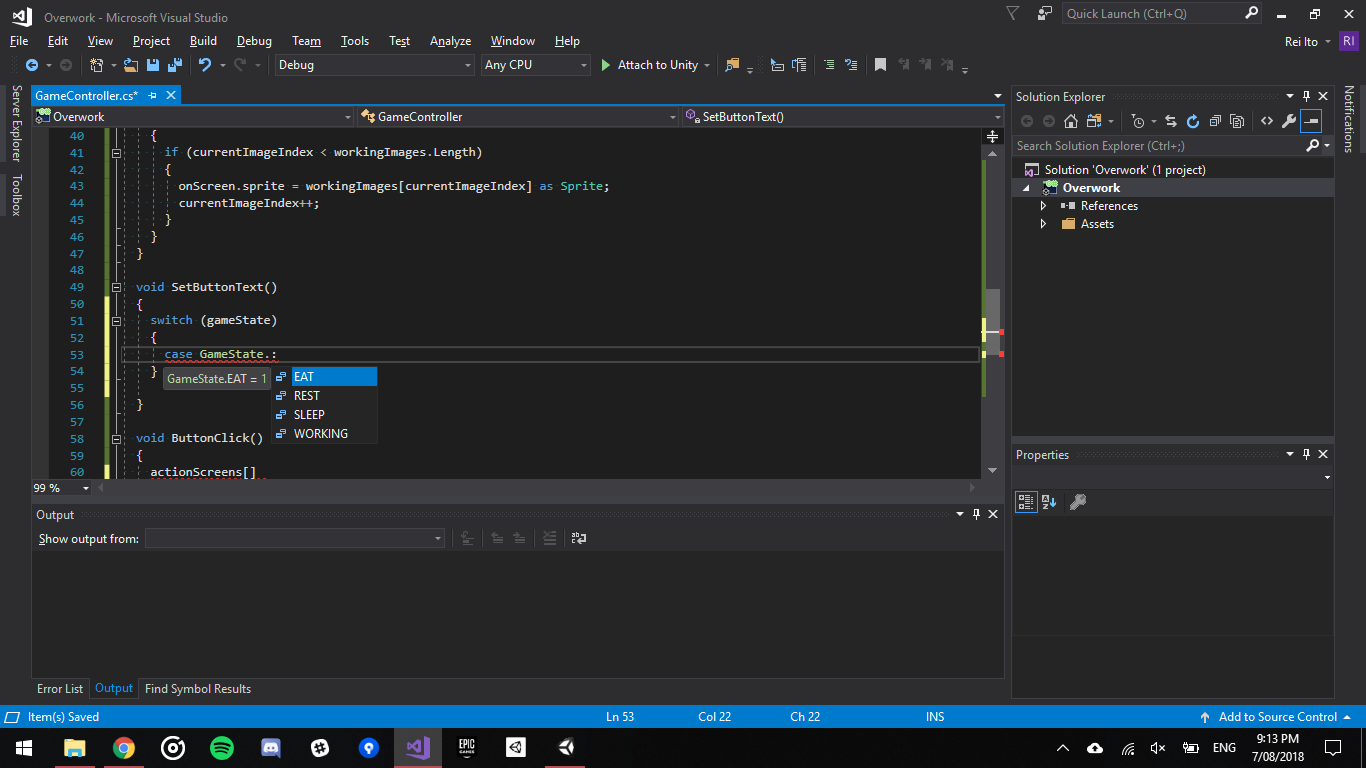 Overwork - Microsoft Visual Studio
Quick Launch (Ctrl+Q)
File Edit View Project Build Debug Team Tools Test Analyze Window Help
Rei Ito RI
Debug Any CPU Attach to Unity
Server Explorer
Toolbox
GameController.cs*
Overwork GameController SetButtonText()
40 {
41 if (currentImageIndex < workingImages.Length)
42 {
43 onScreen.sprite = workingImages[currentImageIndex] as Sprite;
44 currentImageIndex++;
45 }
46 }
47 }
48
49 void SetButtonText()
50 {
51 switch (gameState)
52 {
53 case GameState.:
54 }
55
56 }
57
58 void ButtonClick()
59 {
60 actionScreens[]
GameState.EAT = 1
EAT
REST
SLEEP
WORKING
99 %
Output
Show output from:
Error List Output Find Symbol Results
Solution Explorer
Search Solution Explorer (Ctrl+;)
Solution 'Overwork' (1 project)
Overwork
References
Assets
Properties
Notifications
Item(s) Saved Ln 53 Col 22 Ch 22 INS Add to Source Control
EPIC
GAMES
ENG
9:13 PM
7/08/2018